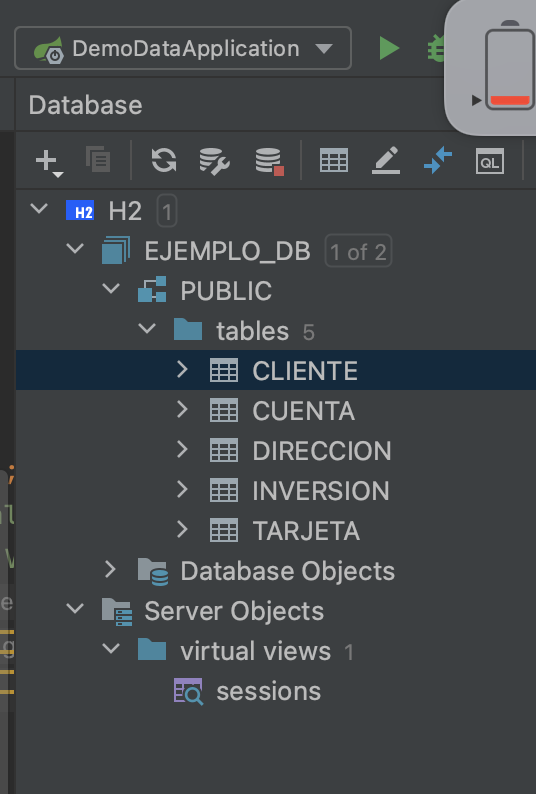 DemoDataApplication
Database
QL
H2 H2 1
EJEMPLO_DB 1 of 2
PUBLIC
tables 5
CLIENTE
CUENTA
DIRECCION
INVERSION
TARJETA
Database Objects
Server Objects
virtual views 1
sessions